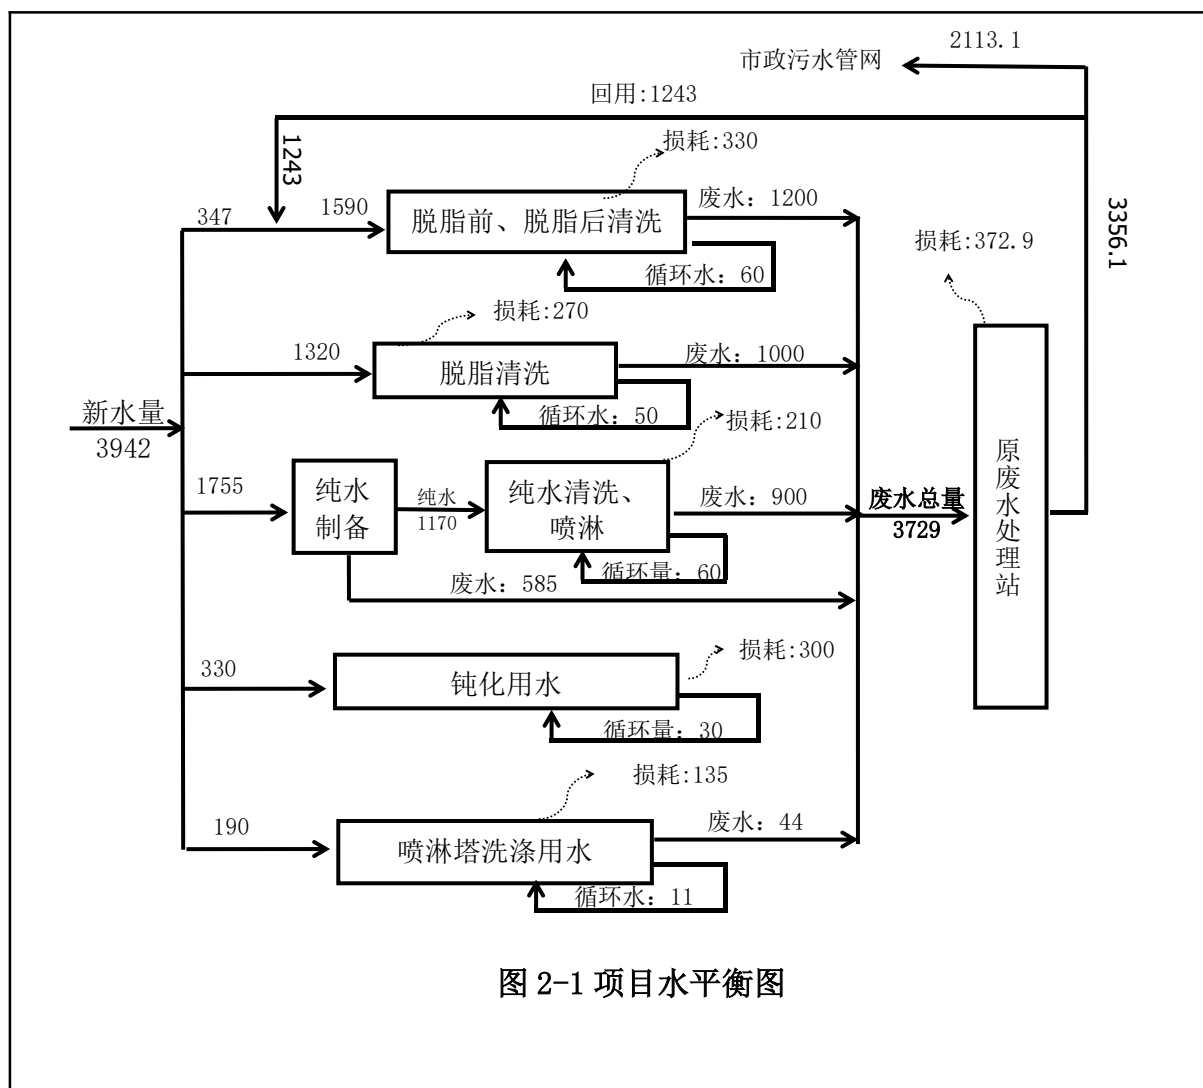 2113.1
市政污水管网
回用:1243
1243
损耗:330
347
1590
脱脂前、脱脂后清洗
废水：1200
循环水：60
3356.1
损耗:372.9
损耗:270
1320
脱脂清洗
废水：1000
循环水：50
新水量
3942
损耗:210
1755
纯水
制备
纯水
1170
纯水清洗、
喷淋
废水：900
循环量：60
废水：585
废水总量
3729
原废水处理站
330
钝化用水
损耗:300
循环量：30
损耗:135
190
喷淋塔洗涤用水
废水：44
循环水：11
图 2-1 项目水平衡图